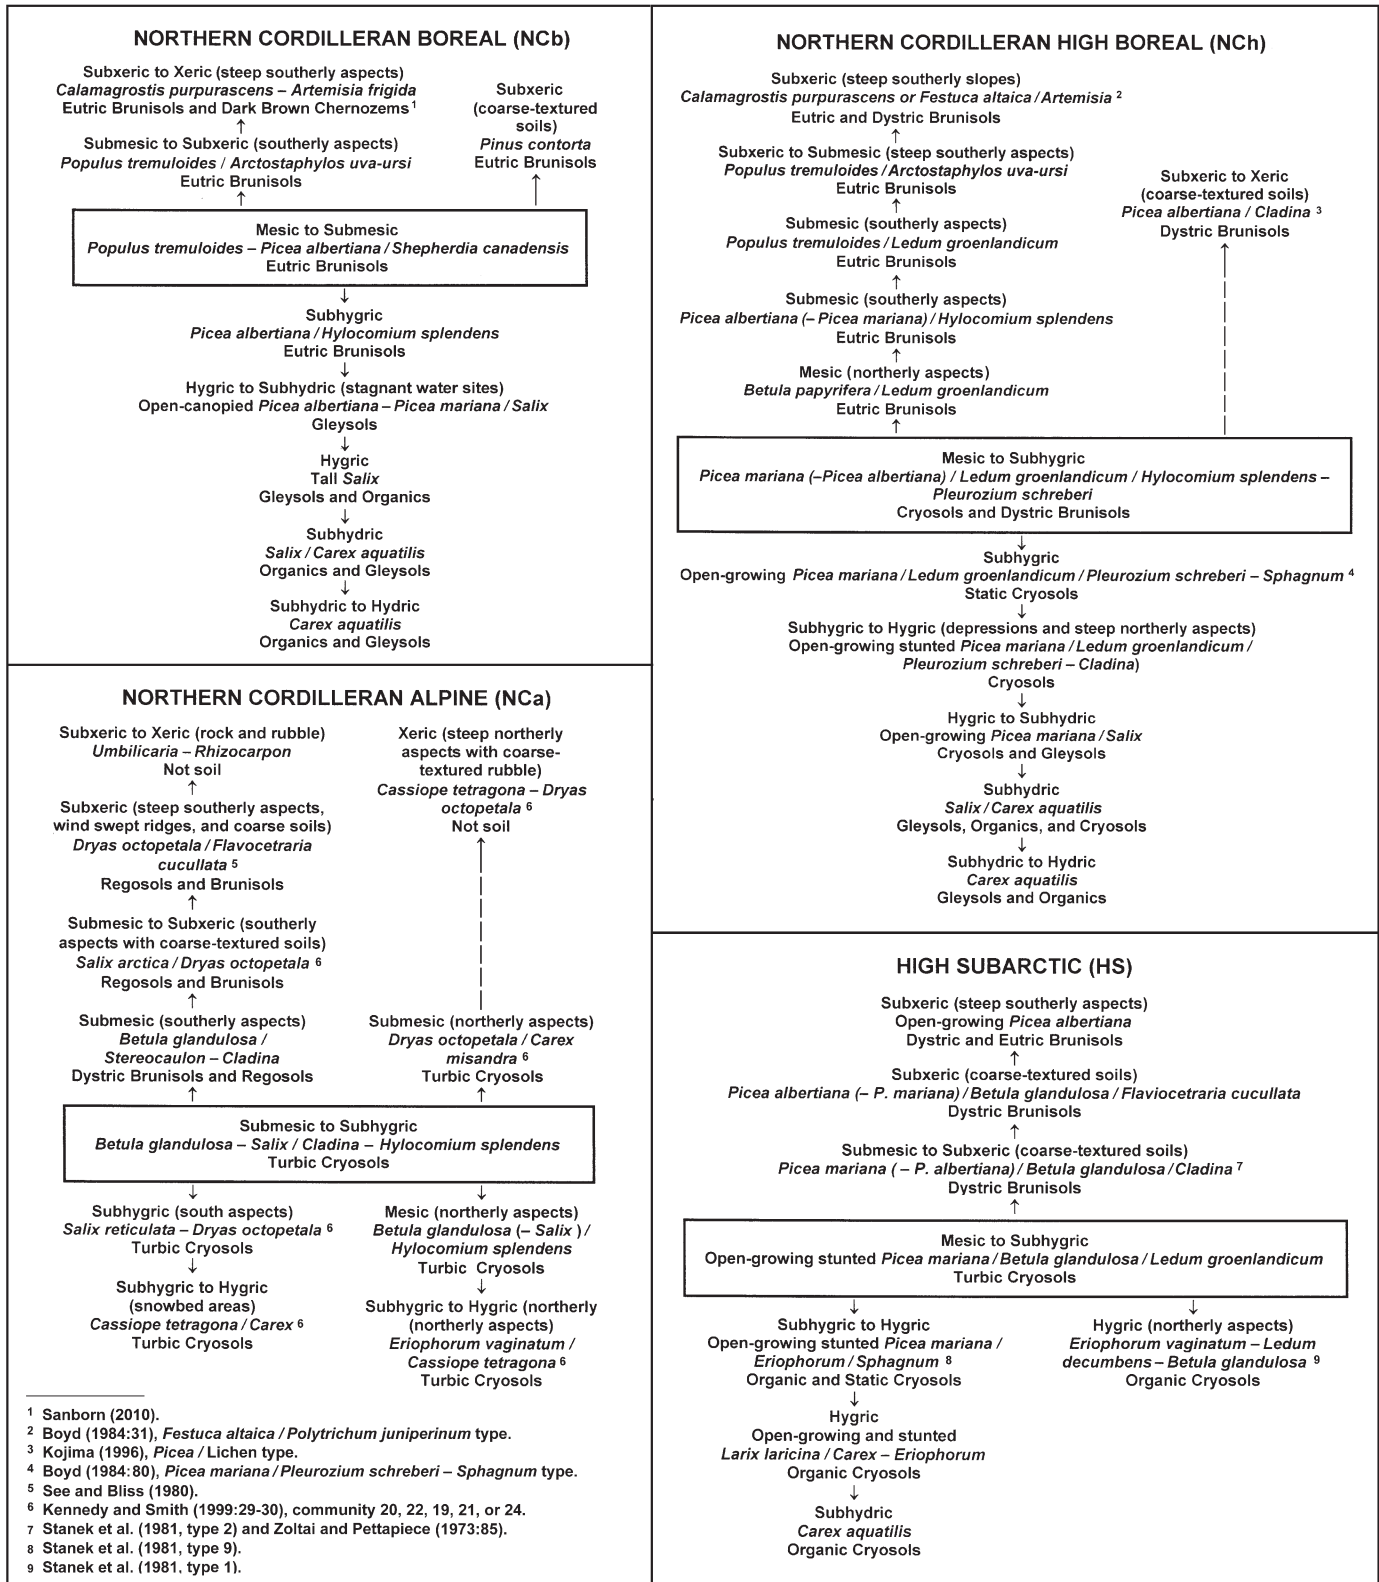 NORTHERN CORDILLERAN BOREAL (NCb)
Subxeric to Xeric (steep southerly aspects)
Calamagrostis purpurascens – Artemisia frigida
Eutric Brunisols and Dark Brown Chernozems 1
↑
Submesic to Subxeric (southerly aspects)
Populus tremuloides / Arctostaphylos uva-ursi
Eutric Brunisols
↑
Subxeric
(coarse-textured
soils)
Pinus contorta
Eutric Brunisols
↑
Mesic to Submesic
Populus tremuloides – Picea albertiana / Shepherdia canadensis
Eutric Brunisols
↓
Subhygric
Picea albertiana / Hylocomium splendens
Eutric Brunisols
↓
Hygric to Subhydric (stagnant water sites)
Open-canopied Picea albertiana – Picea mariana / Salix
Gleysols
↓
Hygric
Tall Salix
Gleysols and Organics
↓
Subhydric
Salix / Carex aquatilis
Organics and Gleysols
↓
Subhydric to Hydric
Carex aquatilis
Organics and Gleysols
NORTHERN CORDILLERAN ALPINE (NCa)
Subxeric to Xeric (rock and rubble)
Umbilicaria – Rhizocarpon
Not soil
↑
Subxeric (steep southerly aspects,
wind swept ridges, and coarse soils)
Dryas octopetala / Flavocetraria
cucullata 5
Regosols and Brunisols
↑
Submesic to Subxeric (southerly
aspects with coarse-textured soils)
Salix arctica / Dryas octopetala 6
Regosols and Brunisols
↑
Submesic (southerly aspects)
Betula glandulosa /
Stereocaulon – Cladina
Dystric Brunisols and Regosols
↑
Xeric (steep northerly
aspects with coarse-
textured rubble)
Cassiope tetragona – Dryas
octopetala 6
Not soil
↑
Submesic (northerly aspects)
Dryas octopetala / Carex
misandra 6
Turbic Cryosols
↑
Submesic to Subhygric
Betula glandulosa – Salix / Cladina – Hylocomium splendens
Turbic Cryosols
↓
Subhygric (south aspects)
Salix reticulata – Dryas octopetala 6
Turbic Cryosols
↓
Subhygric to Hygric
(snowbed areas)
Cassiope tetragona / Carex 6
Turbic Cryosols
↓
Mesic (northerly aspects)
Betula glandulosa (– Salix ) /
Hylocomium splendens
Turbic Cryosols
↓
Subhygric to Hygric (northerly
(northerly aspects)
Eriophorum vaginatum /
Cassiope tetragona 6
Turbic Cryosols
1 Sanborn (2010).
2 Boyd (1984:31), Festuca altaica / Polytrichum juniperinum type.
3 Kojima (1996), Picea / Lichen type.
4 Boyd (1984:80), Picea mariana / Pleurozium schreberi – Sphagnum type.
5 See and Bliss (1980).
6 Kennedy and Smith (1999:29-30), community 20, 22, 19, 21, or 24.
7 Stanek et al. (1981, type 2) and Zoltai and Pettapiece (1973:85).
8 Stanek et al. (1981, type 9).
9 Stanek et al. (1981, type 1).
NORTHERN CORDILLERAN HIGH BOREAL (NCh)
Subxeric (steep southerly slopes)
Calamagrostis purpurascens or Festuca altaica / Artemisia 2
Eutric and Dystric Brunisols
↑
Subxeric to Submesic (steep southerly aspects)
Populus tremuloides / Arctostaphylos uva-ursi
Eutric Brunisols
↑
Submesic (southerly aspects)
Populus tremuloides / Ledum groenlandicum
Eutric Brunisols
↑
Submesic (southerly aspects)
Picea albertiana (– Picea mariana) / Hylocomium splendens
Eutric Brunisols
↑
Mesic (northerly aspects)
Betula papyrifera / Ledum groenlandicum
Eutric Brunisols
↑
Subxeric to Xeric
(coarse-textured soils)
Picea albertiana / Cladina 3
Dystric Brunisols
↑
Mesic to Subhygric
Picea mariana (–Picea albertiana) / Ledum groenlandicum / Hylocomium splendens –
Pleurozium schreberi
Cryosols and Dystric Brunisols
↓
Subhygric
Open-growing Picea mariana / Ledum groenlandicum / Pleurozium schreberi – Sphagnum 4
Static Cryosols
↓
Subhygric to Hygric (depressions and steep northerly aspects)
Open-growing stunted Picea mariana / Ledum groenlandicum /
Pleurozium schreberi – Cladina)
Cryosols
↓
Hygric to Subhydric
Open-growing Picea mariana / Salix
Cryosols and Gleysols
↓
Subhydric
Salix / Carex aquatilis
Gleysols, Organics, and Cryosols
↓
Subhydric to Hydric
Carex aquatilis
Gleysols and Organics
HIGH SUBARCTIC (HS)
Subxeric (steep southerly aspects)
Open-growing Picea albertiana
Dystric and Eutric Brunisols
↑
Subxeric (coarse-textured soils)
Picea albertiana (– P. mariana) / Betula glandulosa / Flaviocetraria cucullata
Dystric Brunisols
↑
Submesic to Subxeric (coarse-textured soils)
Picea mariana ( – P. albertiana) / Betula glandulosa / Cladina 7
Dystric Brunisols
↑
Mesic to Subhygric
Open-growing stunted Picea mariana / Betula glandulosa / Ledum groenlandicum
Turbic Cryosols
↓
Subhygric to Hygric
Open-growing stunted Picea mariana /
Eriophorum / Sphagnum 8
Organic and Static Cryosols
↓
Hygric
Open-growing and stunted
Larix laricina / Carex – Eriophorum
Organic Cryosols
↓
Subhydric
Carex aquatilis
Organic Cryosols
↓
Hygric (northerly aspects)
Eriophorum vaginatum – Ledum
decumbens – Betula glandulosa 9
Organic Cryosols